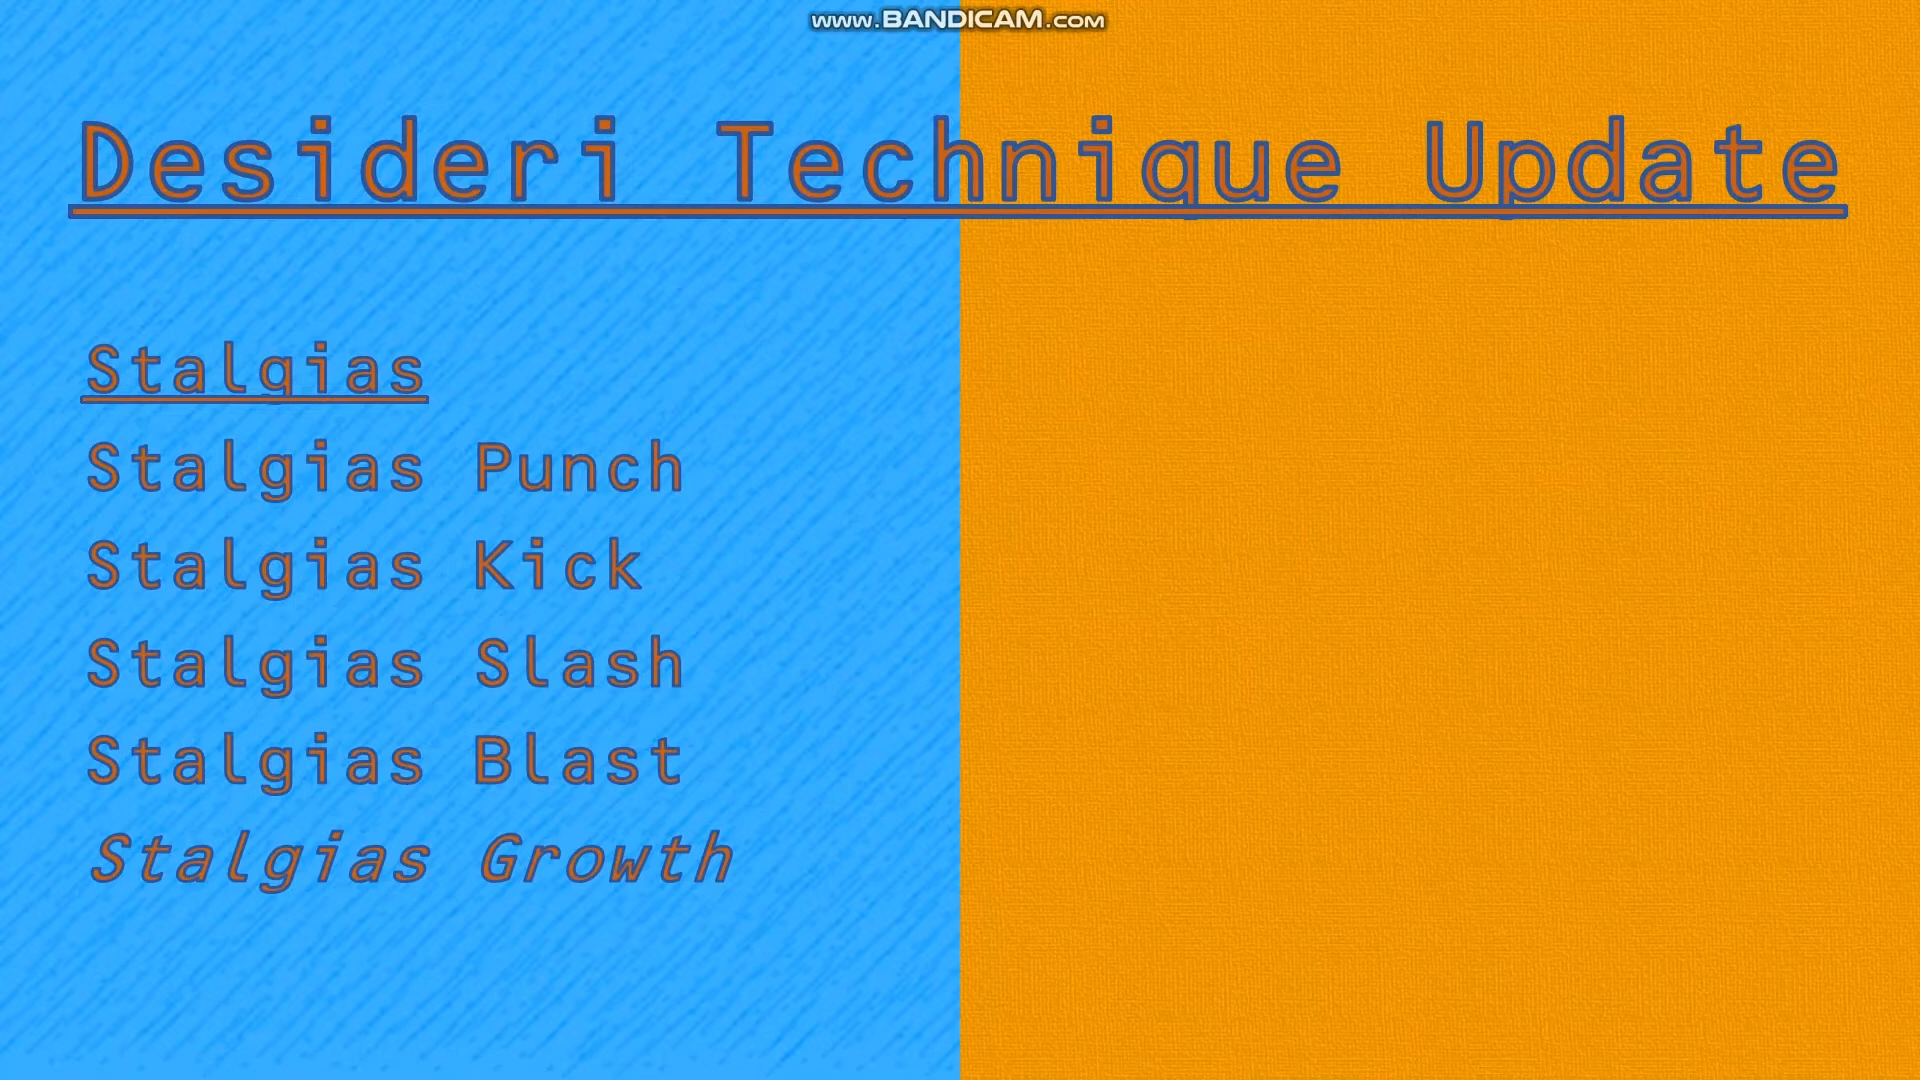 www.BANDICAM.com
Desideri Technique Update
Stalgias
Stalgias Punch
Stalgias Kick
Stalgias Slash
Stalgias Blast
Stalgias Growth